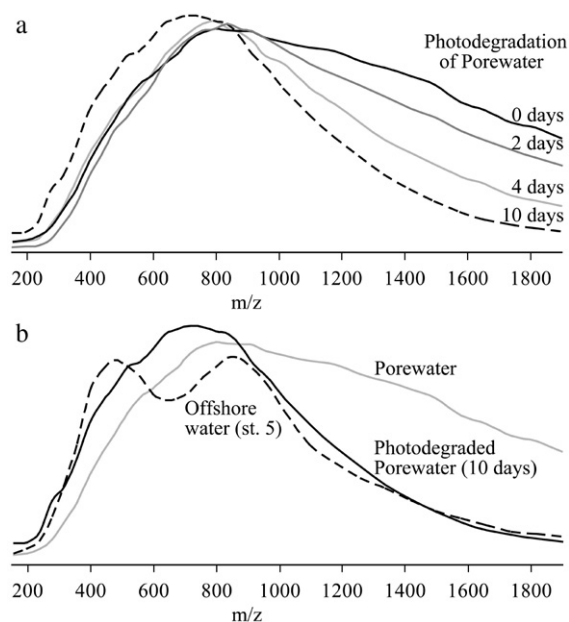 a
Photodegradation
of Porewater
0 days
2 days
4 days
10 days
200 400 600 800 1000 1200 1400 1600 1800
m/z
b
Porewater
Offshore
water (st. 5)
Photodegraded
Porewater (10 days)
200 400 600 800 1000 1200 1400 1600 1800
m/z